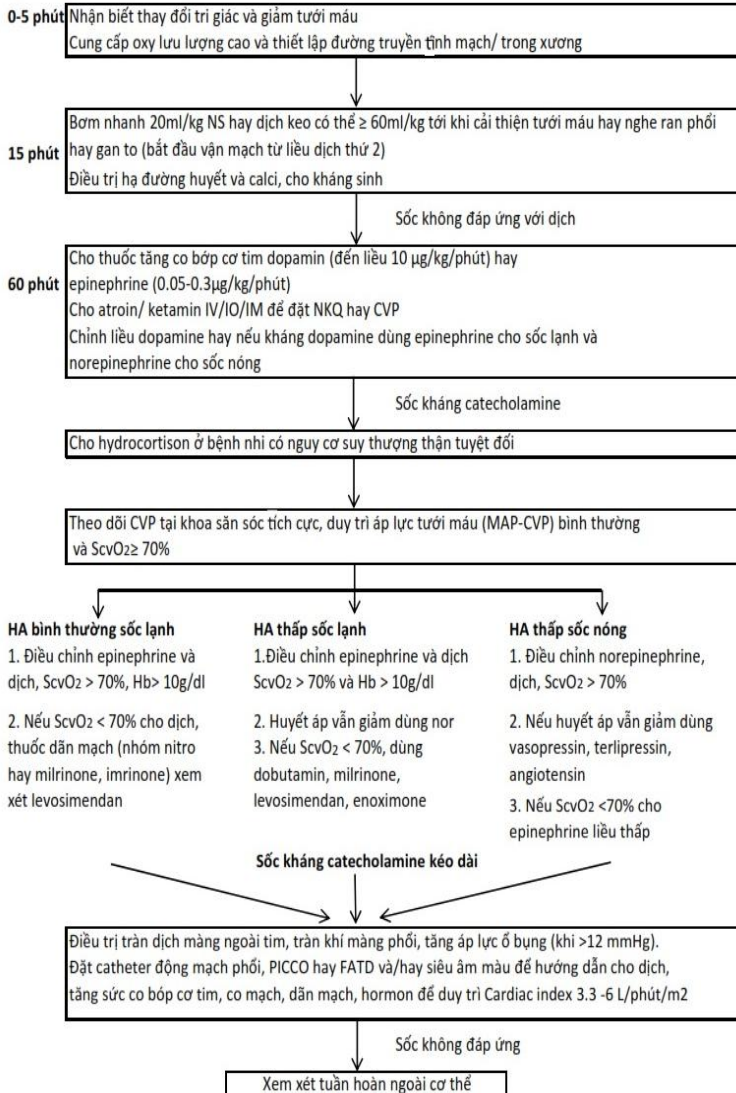 0-5 phút
Nhận biết thay đổi tri giác và giảm tưới máu
Cung cấp oxy lưu lượng cao và thiết lập đường truyền tĩnh mạch/ trong xương
15 phút
Bơm nhanh 20ml/kg NS hay dịch keo có thể ≥ 60ml/kg tới khi cải thiện tưới máu hay nghe ran phổi
hay gan to (bắt đầu vận mạch từ liều dịch thứ 2)
Điều trị hạ đường huyết và calci, cho kháng sinh
Sốc không đáp ứng với dịch
60 phút
Cho thuốc tăng co bớp cơ tim dopamin (đến liều 10 µg/kg/phút) hay
epinephrine (0.05-0.3µg/kg/phút)
Cho atroin/ ketamin IV/IO/IM để đặt NKQ hay CVP
Chỉnh liều dopamine hay nếu kháng dopamine dùng epinephrine cho sốc lạnh và
norepinephrine cho sốc nóng
Sốc kháng catecholamine
Cho hydrocortison ở bệnh nhi có nguy cơ suy thượng thận tuyệt đối
Theo dõi CVP tại khoa săn sóc tích cực, duy trì áp lực tưới máu (MAP-CVP) bình thường
và ScvO2≥ 70%
HA bình thường sốc lạnh
1. Điều chỉnh epinephrine và
dịch, ScvO2 > 70%, Hb> 10g/dl
2. Nếu ScvO2 < 70% cho dịch,
thuốc dãn mạch (nhóm nitro
hay milrinone, imrinone) xem
xét levosimendan
HA thấp sốc lạnh
1.Điều chỉnh epinephrine và dịch
ScvO2 > 70% và Hb > 10g/dl
2. Huyết áp vẫn giảm dùng nor
3. Nếu ScvO2 < 70%, dùng
dobutamin, milrinone,
levosimendan, enoximone
HA thấp sốc nóng
1. Điều chỉnh norepinephrine,
dịch, ScvO2 > 70%
2. Nếu huyết áp vẫn giảm dùng
vasopressin, terlipressin,
angiotensin
3. Nếu ScvO2 <70% cho
epinephrine liều thấp
Sốc kháng catecholamine kéo dài
Điều trị tràn dịch màng ngoài tim, tràn khí màng phổi, tăng áp lực ổ bụng (khi >12 mmHg).
Đặt catheter động mạch phổi, PICCO hay FATD và/hay siêu âm màu để hướng dẫn cho dịch,
tăng sức co bóp cơ tim, co mạch, dãn mạch, hormon để duy trì Cardiac index 3.3 -6 L/phút/m2
Sốc không đáp ứng
Xem xét tuần hoàn ngoài cơ thể